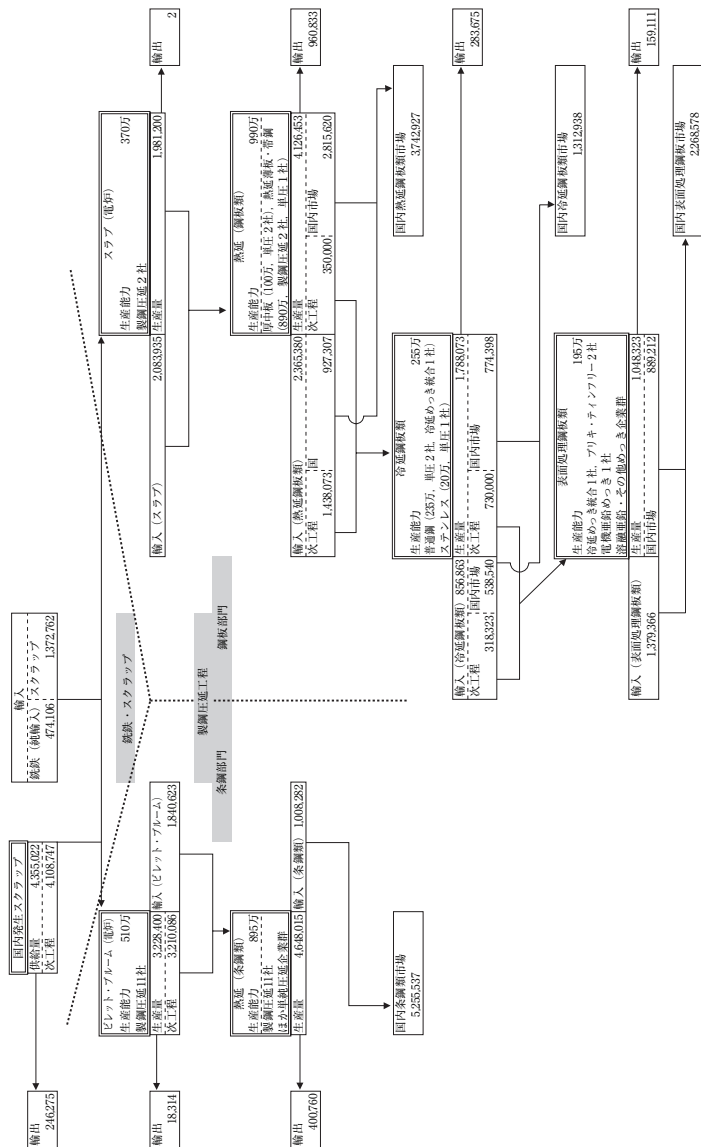 国内発生スクラップ
供給量 4,355,022
次工程 4,108,747
輸入
銑鉄(純輸入) スクラップ
474,106 1,372,762
輸出
246,275
銑鉄・スクラップ
ビレット・ブルーム(電炉)
生産能力 510万
製鋼圧延11社
生産量 3,228,400
次工程 3,210,086
輸入(ビレット・ブルーム)
1,840,623
輸出
18,314
製鋼圧延工程
条鋼部門 鋼板部門
スラブ(電炉)
生産能力 370万
製鋼圧延2社
生産量 1,981,200
輸入(スラブ) 2,083,935
輸出
2
熱延(条鋼類)
生産能力 895万
製鋼圧延11社
ほか単純圧延企業群
生産量 4,648,015
輸入(条鋼類) 1,008,282
輸出
400,760
国内条鋼類市場
5,255,537
熱延(鋼板類)
生産能力 990万
厚中板(100万,単圧2社),熱延薄板・帯鋼
(890万,製鋼圧延2社,単圧1社)
生産量 4,126,453
次工程 350,000 国内市場 2,815,620
輸入(熱延鋼板類) 2,365,380
次工程 1,438,073 国 927,307
輸出
960,833
国内熱延鋼板類市場
3,742,927
冷延鋼板類
生産能力 255万
普通鋼(235万,単圧2社,冷延めっき統合1社)
ステンレス(20万,単圧1社)
生産量 1,788,073
次工程 730,000 国内市場 774,398
輸入(冷延鋼板類) 856,863
次工程 318,323 国内市場 538,540
輸出
283,675
国内冷延鋼板類市場
1,312,938
表面処理鋼板類
生産能力 195万
冷延めっき統合1社,ブリキ・ティンフリー2社
電機亜鉛めっき1社
溶融亜鉛・その他めっき企業群
生産量 1,048,323
国内市場 889,212
輸入(表面処理鋼板類)
1,379,366
輸出
159,111
国内表面処理鋼板市場
2,268,578